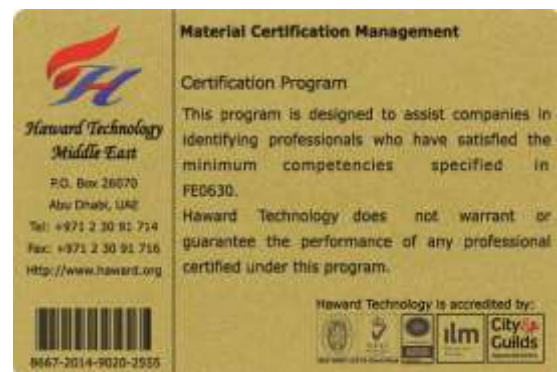 Haward Technology
Middle East
P.O. Box 26070
Abu Dhabi, UAE
Tel: +971 2 30 91 714
Fax: +971 2 30 91 716
Http://www.haward.org
8667-2014-9020-2555
Material Certification Management
Certification Program
This program is designed to assist companies in
identifying professionals who have satisfied the
minimum competencies specified in
FE0630.
Haward Technology does not warrant or
guarantee the performance of any professional
certified under this program.
Haward Technology is accredited by:
ilm
City &
Guilds